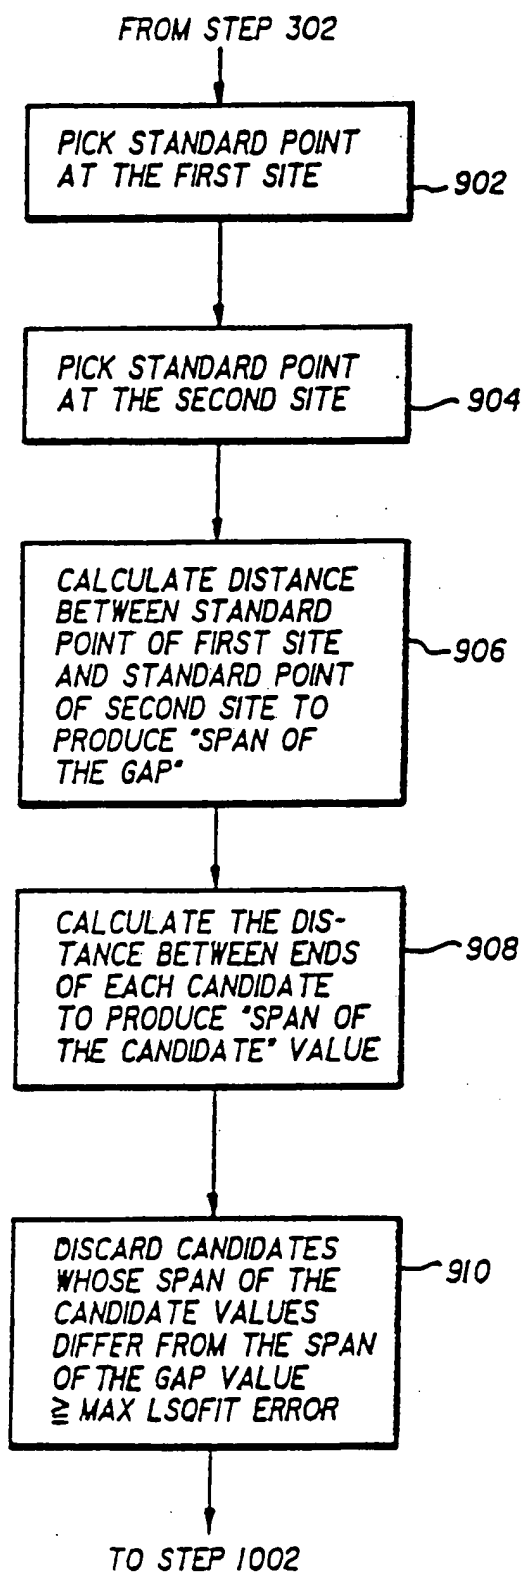 FROM STEP 302
PICK STANDARD POINT
AT THE FIRST SITE
902
PICK STANDARD POINT
AT THE SECOND SITE
904
CALCULATE DISTANCE
BETWEEN STANDARD
POINT OF FIRST SITE
AND STANDARD POINT
OF SECOND SITE TO
PRODUCE "SPAN OF
THE GAP"
906
CALCULATE THE DIS-
TANCE BETWEEN ENDS
OF EACH CANDIDATE
TO PRODUCE "SPAN OF
THE CANDIDATE" VALUE
908
DISCARD CANDIDATES
WHOSE SPAN OF THE
CANDIDATE VALUES
DIFFER FROM THE SPAN
OF THE GAP VALUE
≧ MAX LSQFIT ERROR
910
TO STEP 1002